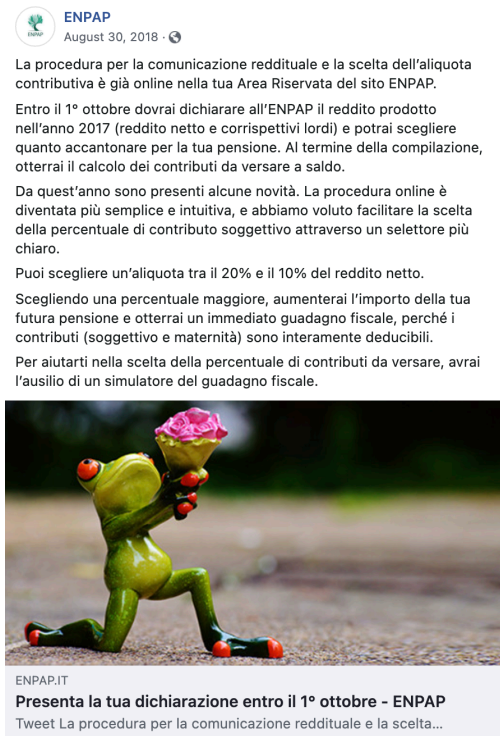 ENPAP
ENPAP
August 30, 2018 ·
La procedura per la comunicazione reddituale e la scelta dell'aliquota
contributiva è già online nella tua Area Riservata del sito ENPAP.
Entro il 1° ottobre dovrai dichiarare all'ENPAP il reddito prodotto
nell'anno 2017 (reddito netto e corrispettivi lordi) e potrai scegliere
quanto accantonare per la tua pensione. Al termine della compilazione,
otterrai il calcolo dei contributi da versare a saldo.
Da quest'anno sono presenti alcune novità. La procedura online è
diventata più semplice e intuitiva, e abbiamo voluto facilitare la scelta
della percentuale di contributo soggettivo attraverso un selettore più
chiaro.
Puoi scegliere un'aliquota tra il 20% e il 10% del reddito netto.
Scegliendo una percentuale maggiore, aumenterai l'importo della tua
futura pensione e otterrai un immediato guadagno fiscale, perché i
contributi (soggettivo e maternità) sono interamente deducibili.
Per aiutarti nella scelta della percentuale di contributi da versare, avrai
l'ausilio di un simulatore del guadagno fiscale.
ENPAP.IT
Presenta la tua dichiarazione entro il 1° ottobre - ENPAP
Tweet La procedura per la comunicazione reddituale e la scelta...